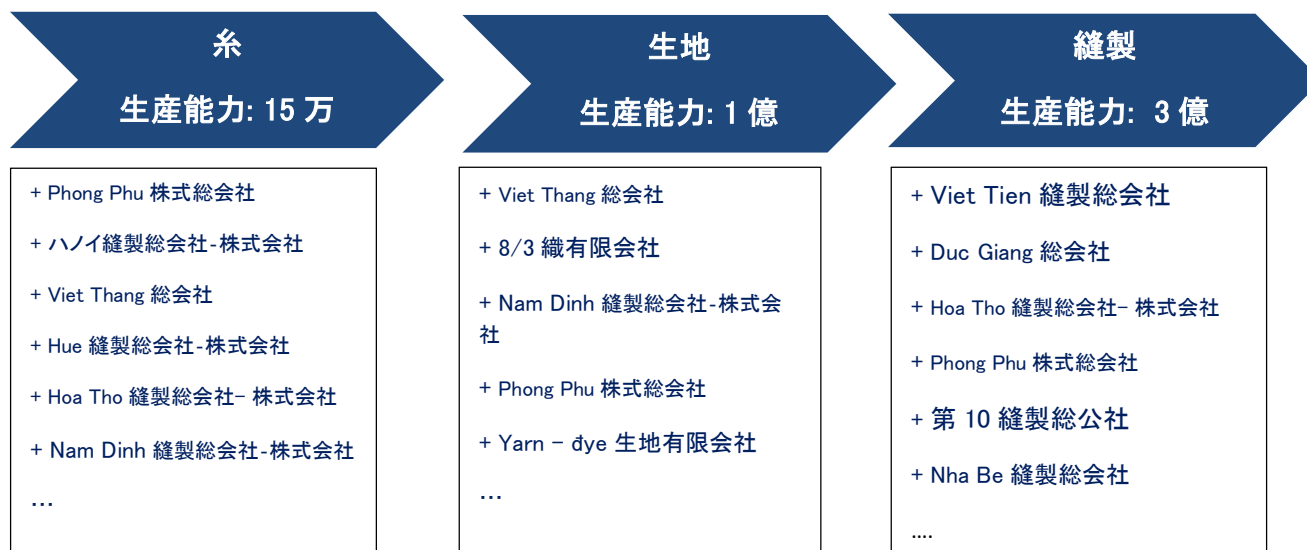 糸
生産能力: 15 万
+ Phong Phu 株式総会社
+ ハノイ縫製総会社-株式会社
+ Viet Thang 総会社
+ Hue 縫製総会社-株式会社
+ Hoa Tho 縫製総会社– 株式会社
+ Nam Dinh 縫製総会社-株式会社
…
生地
生産能力: 1 億
+ Viet Thang 総会社
+ 8/3 織有限会社
+ Nam Dinh 縫製総会社-株式会
社
+ Phong Phu 株式総会社
+ Yarn – đye 生地有限会社
…
縫製
生産能力: 3 億
+ Viet Tien 縫製総会社
+ Duc Giang 総会社
+ Hoa Tho 縫製総会社– 株式会社
+ Phong Phu 株式総会社
+ 第 10 縫製総公社
+ Nha Be 縫製総会社
....